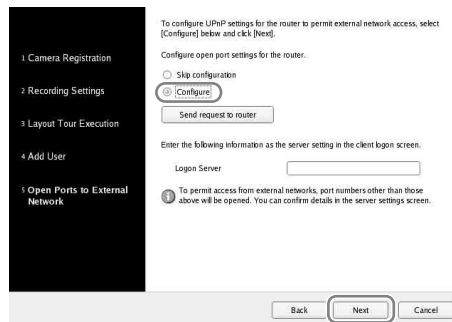 To configure UPnP settings for the router to permit external network access, select
[Configure] below and click [Next].
1 Camera Registration
Configure open port settings for the router.
Skip configuration
2 Recording Settings
Configure
Send request to router
3 Layout Tour Execution
Enter the following information as the server setting in the client logon screen.
4 Add User
Logon Server
5 Open Ports to External
Network
To permit access from external networks, port numbers other than those
above will be opened. You can confirm details in the server settings screen.
Back
Next
Cancel